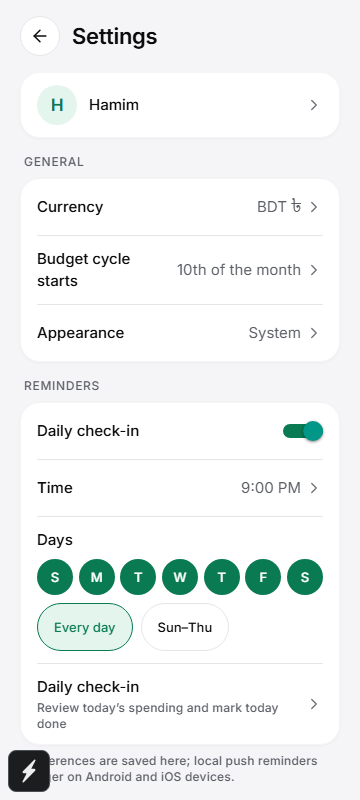 Settings
H
Hamim
GENERAL
Currency
BDT ৳
Budget cycle
starts
10th of the month
Appearance
System
REMINDERS
Daily check-in
Time
9:00 PM
Days
S M T W T F S
Every day
Sun–Thu
Daily check-in
Review today’s spending and mark today
done
are saved here; local push reminders
on Android and iOS devices.